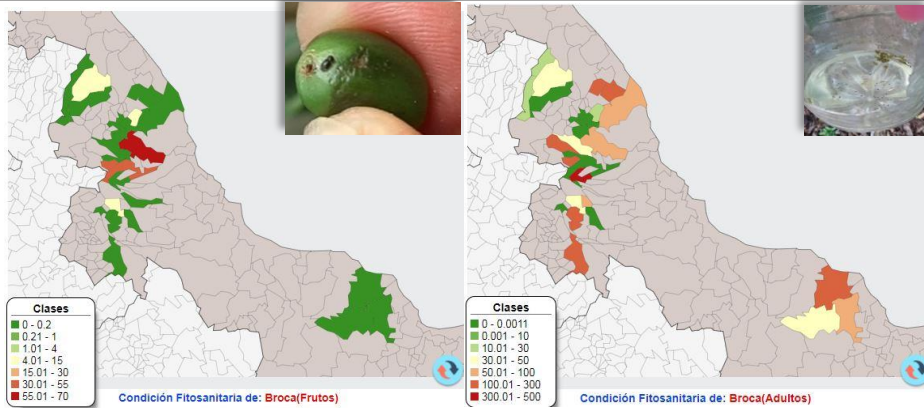 Clases
0 - 0.2
0.21 - 1
1.01 - 4
4.01 - 15
15.01 - 30
30.01 - 55
55.01 - 70
Condición Fitosanitaria de: Broca(Frutos)
Clases
0 - 0.0011
0.001 - 10
10.01 - 30
30.01 - 50
50.01 - 100
100.01 - 300
300.01 - 500
Condición Fitosanitaria de: Broca(Adultos)